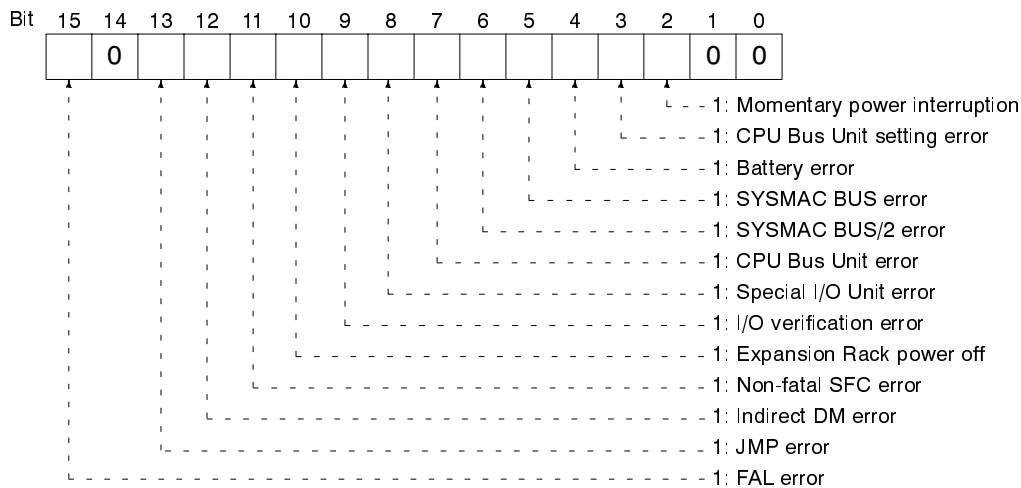 Bit 15 14 13 12 11 10 9 8 7 6 5 4 3 2 1 0
0 0 0
1: Momentary power interruption
1: CPU Bus Unit setting error
1: Battery error
1: SYSMAC BUS error
1: SYSMAC BUS/2 error
1: CPU Bus Unit error
1: Special I/O Unit error
1: I/O verification error
1: Expansion Rack power off
1: Non-fatal SFC error
1: Indirect DM error
1: JMP error
1: FAL error